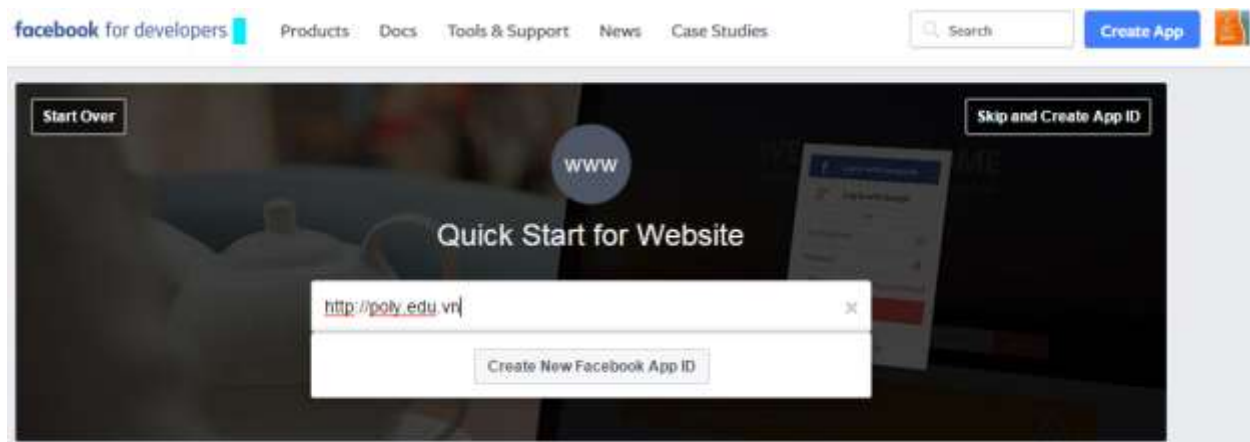 facebook for developers Products Docs Tools & Support News Case Studies Search Create App
Start Over Skip and Create App ID
www
Quick Start for Website
http://poly.edu.vn ×
Create New Facebook App ID